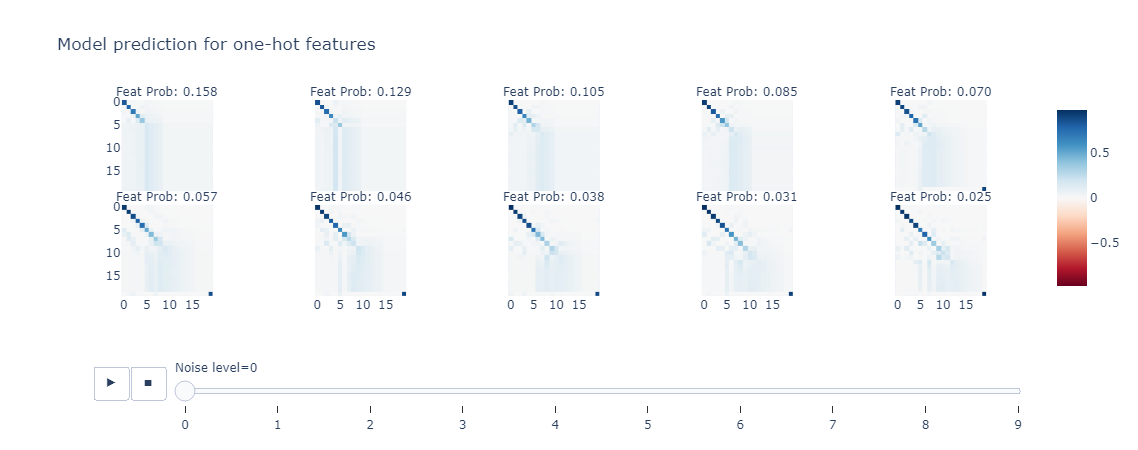 Model prediction for one-hot features
Feat Prob: 0.158 Feat Prob: 0.129 Feat Prob: 0.105 Feat Prob: 0.085 Feat Prob: 0.070
0
5
10
15
Feat Prob: 0.057 Feat Prob: 0.046 Feat Prob: 0.038 Feat Prob: 0.031 Feat Prob: 0.025
0
5
10
15
0 5 10 15 0 5 10 15 0 5 10 15 0 5 10 15 0 5 10 15
0.5
0
−0.5
Noise level=0
0 1 2 3 4 5 6 7 8 9